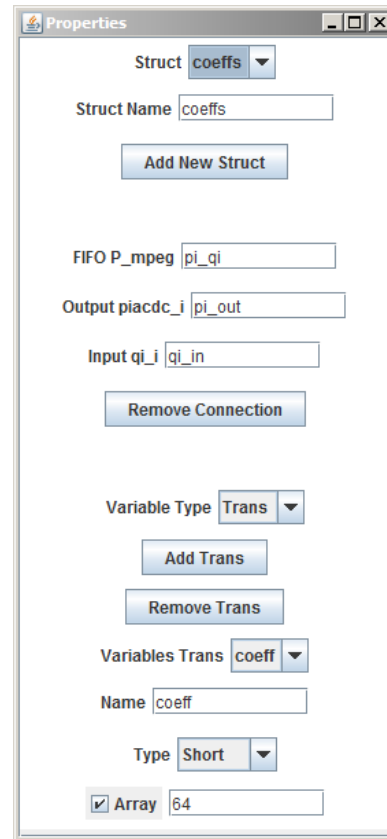 Properties
Struct coeffs
Struct Name coeffs
Add New Struct
FIFO P_mpeg pi_qi
Output piacdc_i pi_out
Input qi_i qi_in
Remove Connection
Variable Type Trans
Add Trans
Remove Trans
Variables Trans coeff
Name coeff
Type Short
Array 64